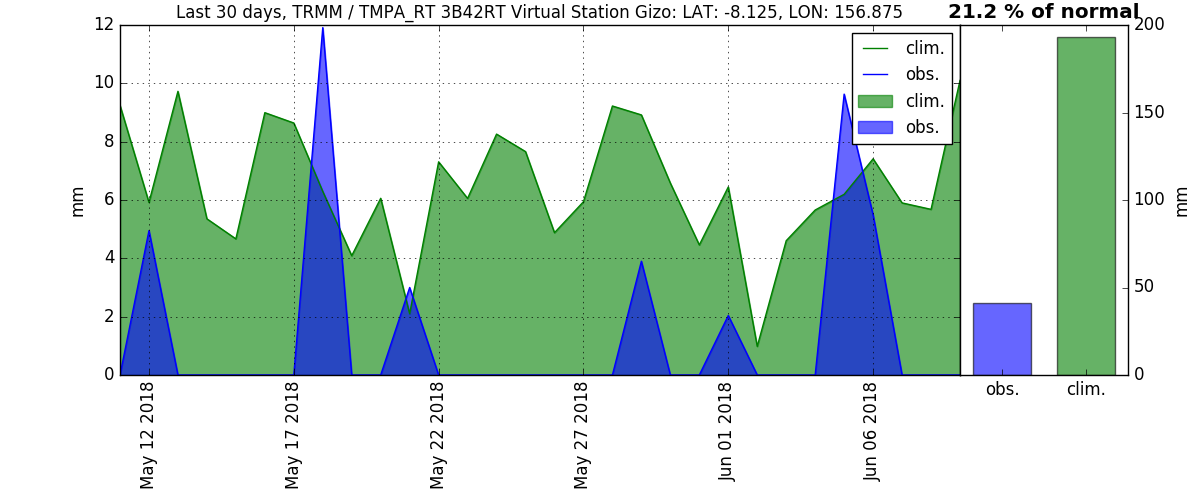 Last 30 days, TRMM / TMPA_RT 3B42RT Virtual Station Gizo: LAT: -8.125, LON: 156.875
21.2 % of normal
12
10
8
6
4
2
0
mm
clim.
obs.
clim.
obs.
May 12 2018
May 17 2018
May 22 2018
May 27 2018
Jun 01 2018
Jun 06 2018
200
150
100
50
0
mm
obs.
clim.